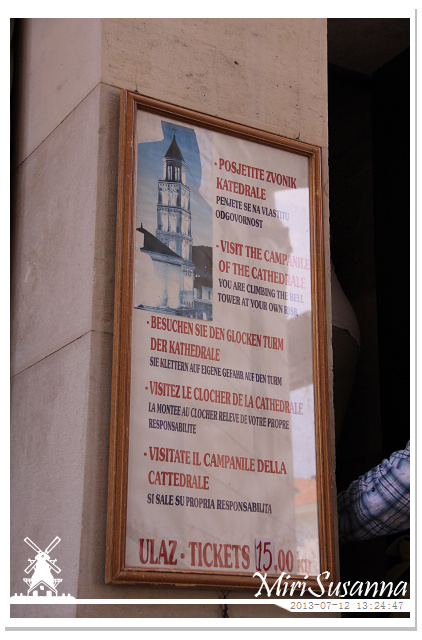 · POSJETITE ZVONIK
KATEDRALE
PENJETE SE NA VLASTITU
ODGOVORNOST
· VISIT THE CAMPANILE
OF THE CATHEDRAL
YOU ARE CLIMBING THE BELL
TOWER AT YOUR OWN RISK
· BESUCHEN SIE DEN GLOCKEN TURM
DER KATHEDRALE
SIE KLETTERN AUF EIGENE GEFAHR AUF DEN TURM
· VISITEZ LE CLOCHER DE LA CATHEDRALE
LA MONTEE AU CLOCHER RELEVE DE VOTRE PROPRE
RESPONSABILITE
· VISITATE IL CAMPANILE DELLA
CATTEDRALE
SI SALE SU PROPRIA RESPONSABILITA
ULAZ · TICKETS 15,00 KN
MiriSusanna
2013-07-12 13:24:47